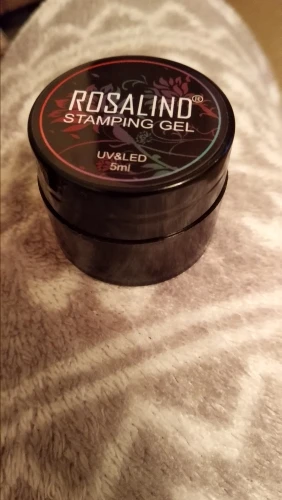 ROSALIND®
STAMPING GEL
UV&LED
5ml